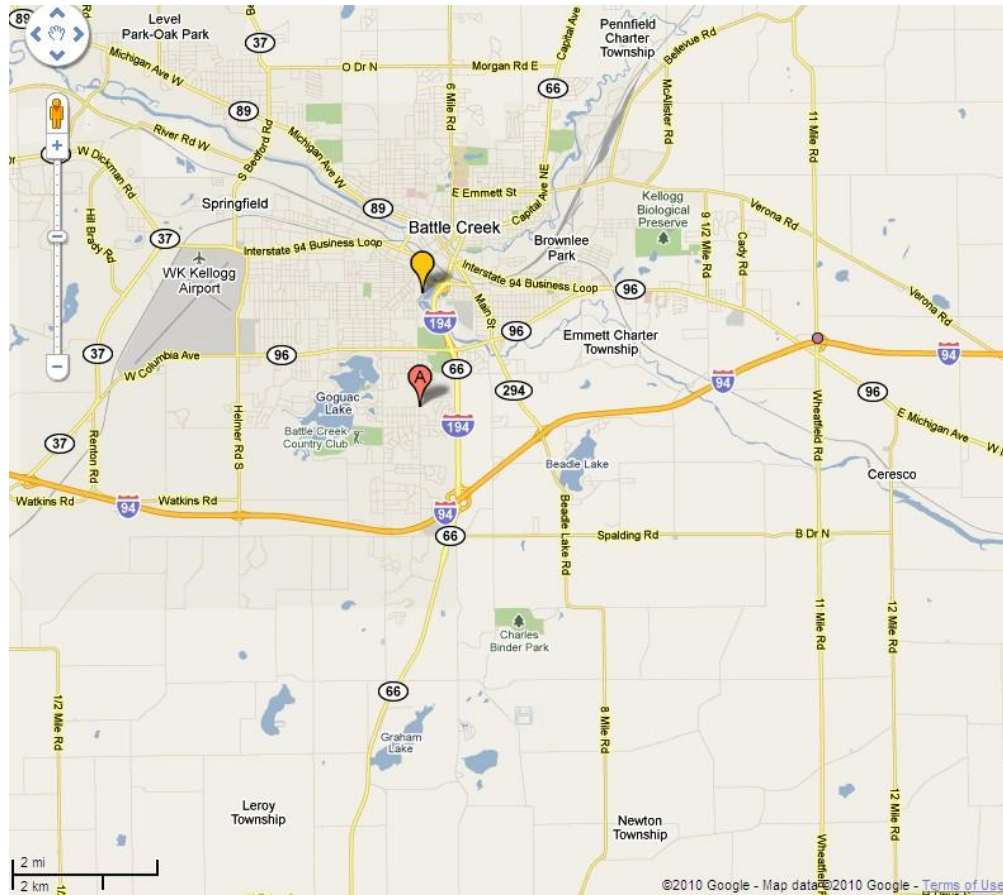 89
Level
Park-Oak Park
37
Pennfield
Charter
Township
Capital Ave
Bellevue Rd
Michigan Ave W
O Dr N
Morgan Rd E
66
McAllister Rd
11 Mile Rd
89
6 Mile Rd
River Rd W
S Bedford Rd
Michigan Ave W
W Dickman Rd
Hill Brady Rd
Springfield
89
E Emmett St
Capital Ave NE
Kellogg
Biological
Preserve
9 1/2 Mile Rd
Cady Rd
Verona Rd
37
Interstate 94 Business Loop
Battle Creek
Brownlee
Park
WK Kellogg
Airport
Interstate 94 Business Loop
96
Verona Rd
Main St
194
96
Emmett Charter
Township
37
W Columbia Ave
96
66
94
94
A
294
96
Goguac
Lake
Wheatfield Rd
E Michigan Ave
37
Renton Rd
Helmer Rd S
Battle Creek
Country Club
194
W D
Beadle Lake
Ceresco
Watkins Rd
Watkins Rd
94
94
Beadle Lake Rd
66
Spalding Rd
B Dr N
11 Mile Rd
12 Mile Rd
Charles
Binder Park
1/2 Mile Rd
66
8 Mile Rd
Graham
Lake
12 Mile Rd
Leroy
Township
Newton
Township
Wheatfield Rd
2 mi
2 km
©2010 Google - Map data ©2010 Google - Terms of Use